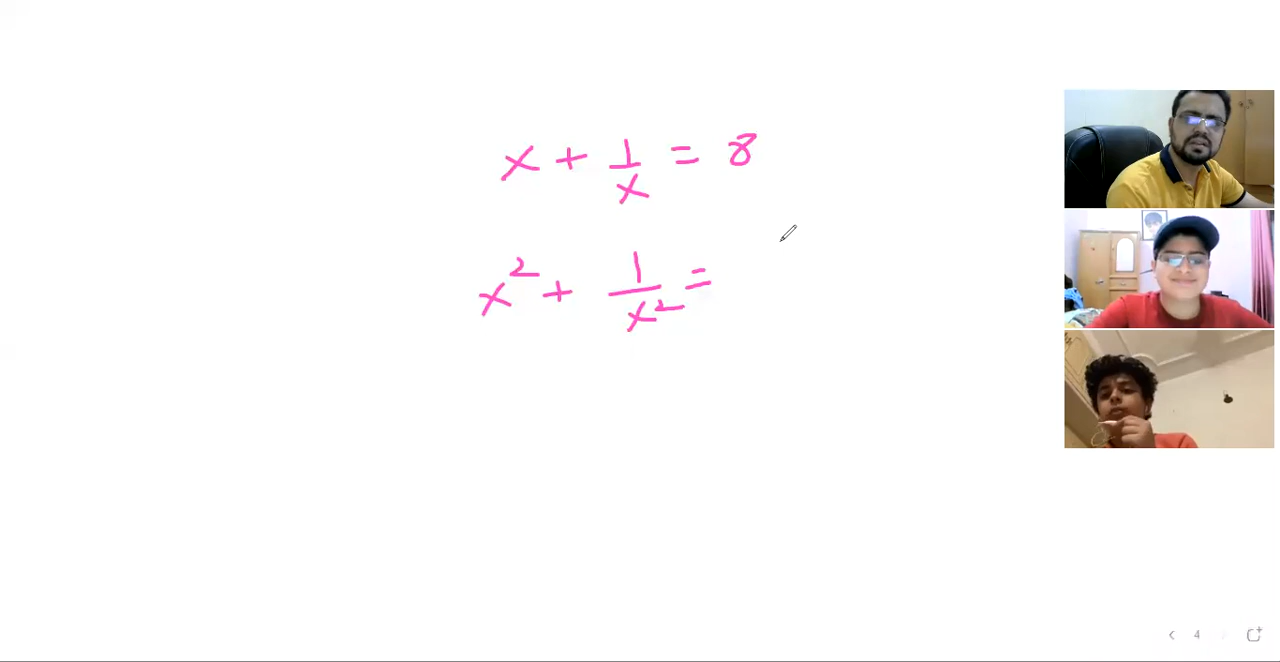 x + 1/x = 8
x² + 1/x² =
4